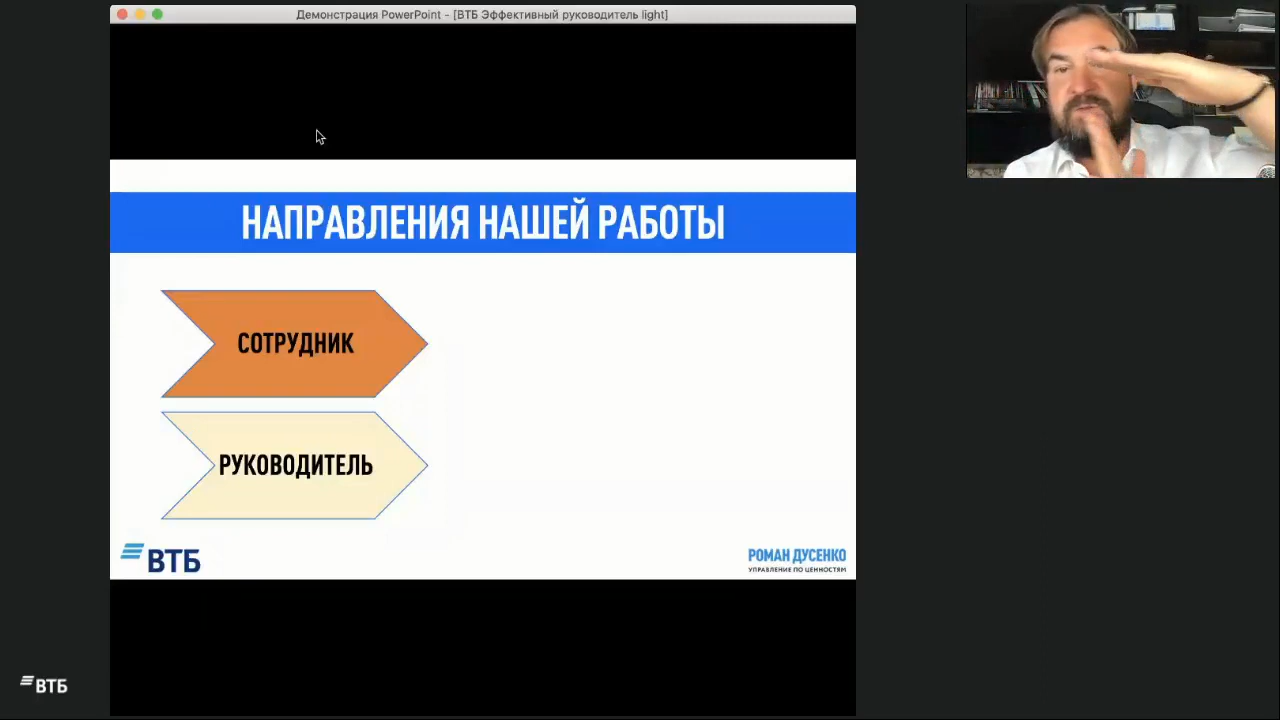 Демонстрация PowerPoint - [ВТБ Эффективный руководитель light]
НАПРАВЛЕНИЯ НАШЕЙ РАБОТЫ
СОТРУДНИК
РУКОВОДИТЕЛЬ
ВТБ
РОМАН ДУСЕНКО
УПРАВЛЕНИЕ ПО ЦЕННОСТЯМ
ВТБ